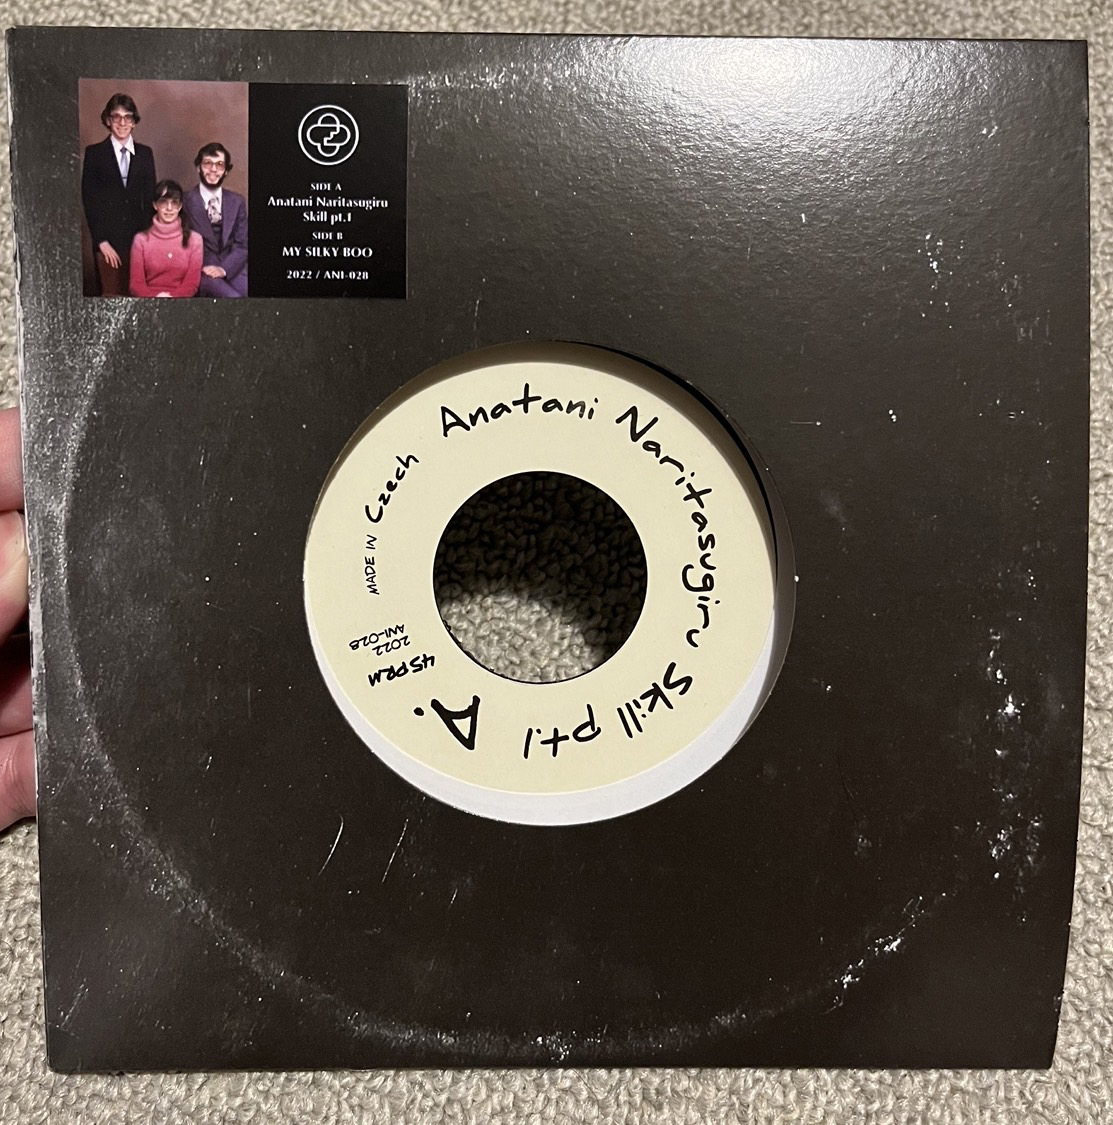 SIDE A
Anatani Naritasugiru
Skill pt.1
SIDE B
MY SILKY BOO
2022 / ANI-028
Anatani Naritasugiru Skill pt.1
A.
45PRM
2022
ANI-028
MADE IN Czech